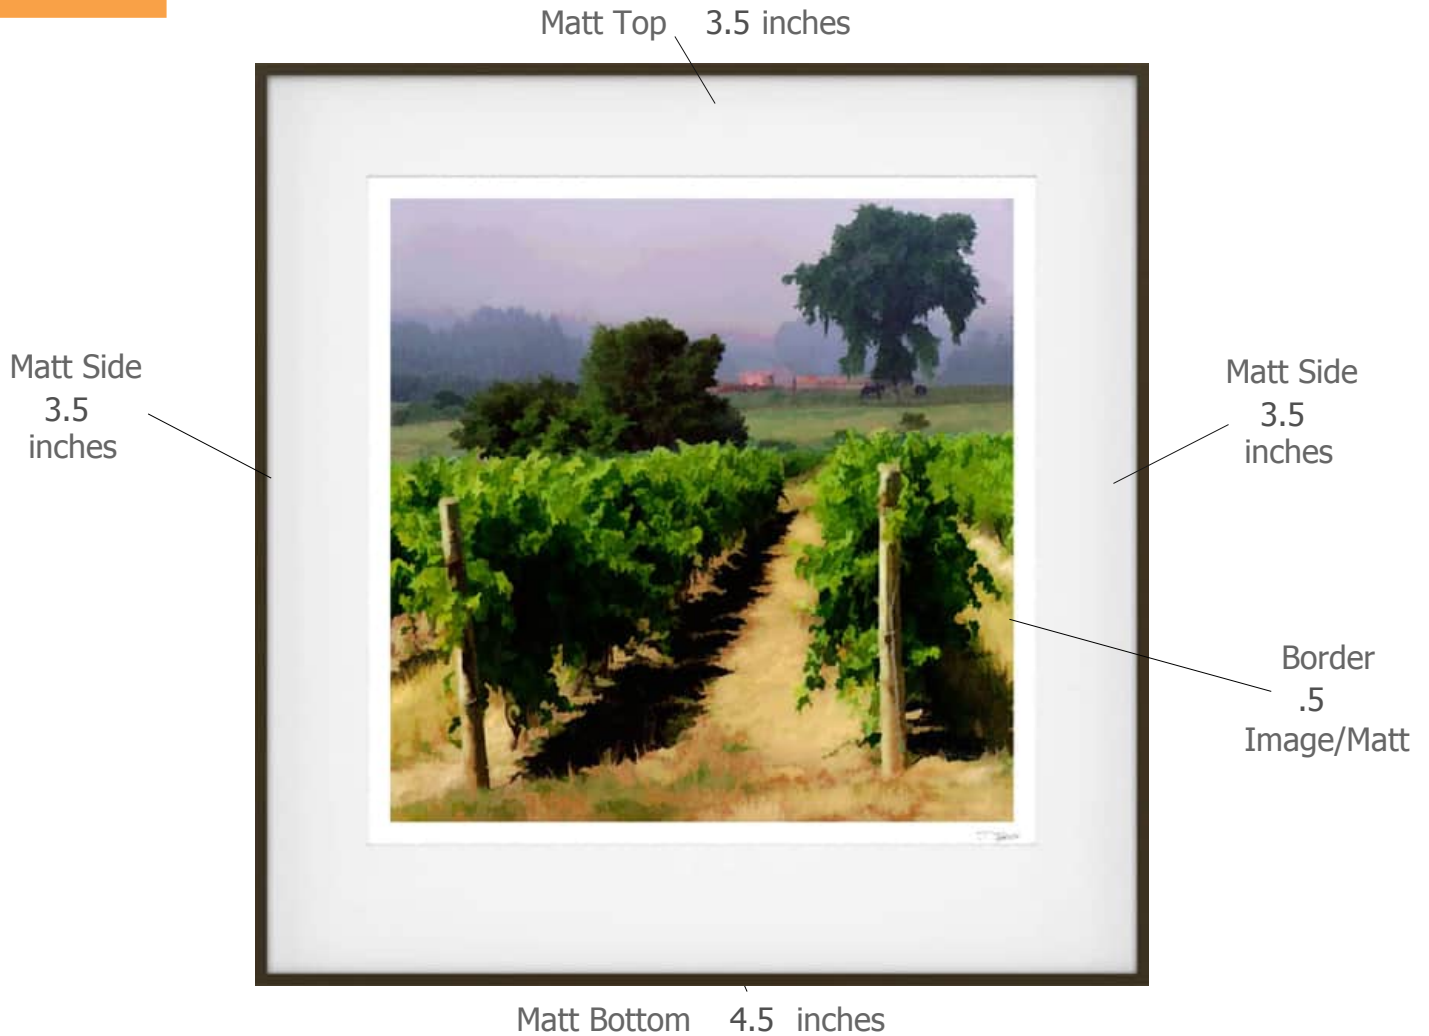 Matt Top 3.5 inches
Matt Side
3.5
inches
Matt Side
3.5
inches
Border
.5
Image/Matt
Matt Bottom 4.5 inches